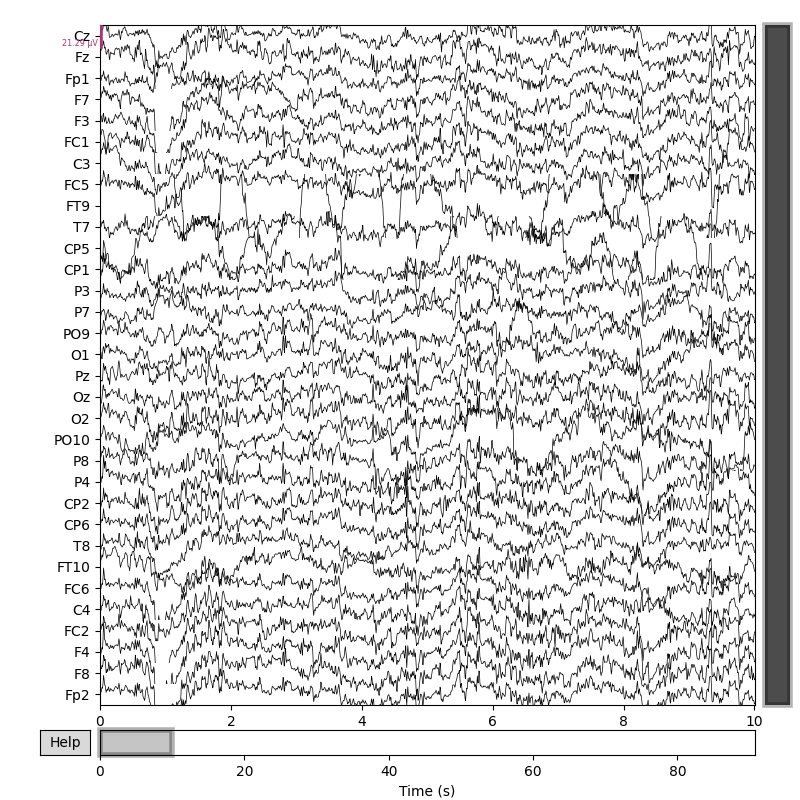 Cz
21.29 µV
Fz
Fp1
F7
F3
FC1
C3
FC5
FT9
T7
CP5
CP1
P3
P7
PO9
O1
Pz
Oz
O2
PO10
P8
P4
CP2
CP6
T8
FT10
FC6
C4
FC2
F4
F8
Fp2
0 2 4 6 8 10
Help
0 20 40 60 80
Time (s)